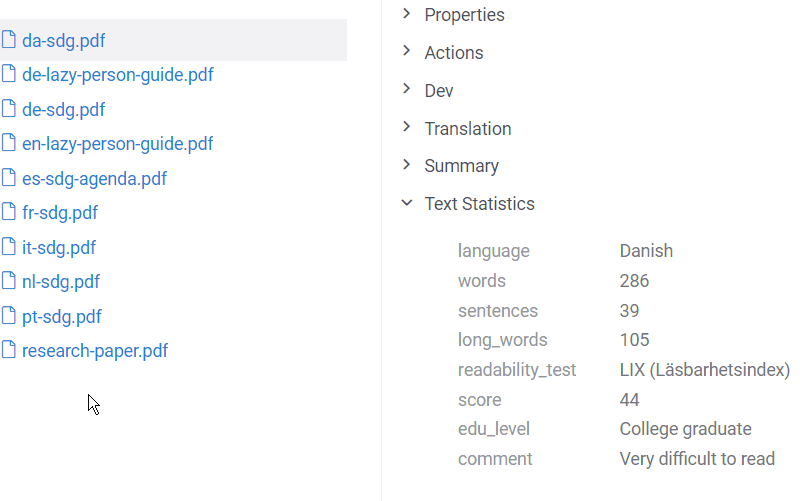 da-sdg.pdf
de-lazy-person-guide.pdf
de-sdg.pdf
en-lazy-person-guide.pdf
es-sdg-agenda.pdf
fr-sdg.pdf
it-sdg.pdf
nl-sdg.pdf
pt-sdg.pdf
research-paper.pdf
Properties
Actions
Dev
Translation
Summary
Text Statistics
language Danish
words 286
sentences 39
long_words 105
readability_test LIX (Läsbarhetsindex)
score 44
edu_level College graduate
comment Very difficult to read